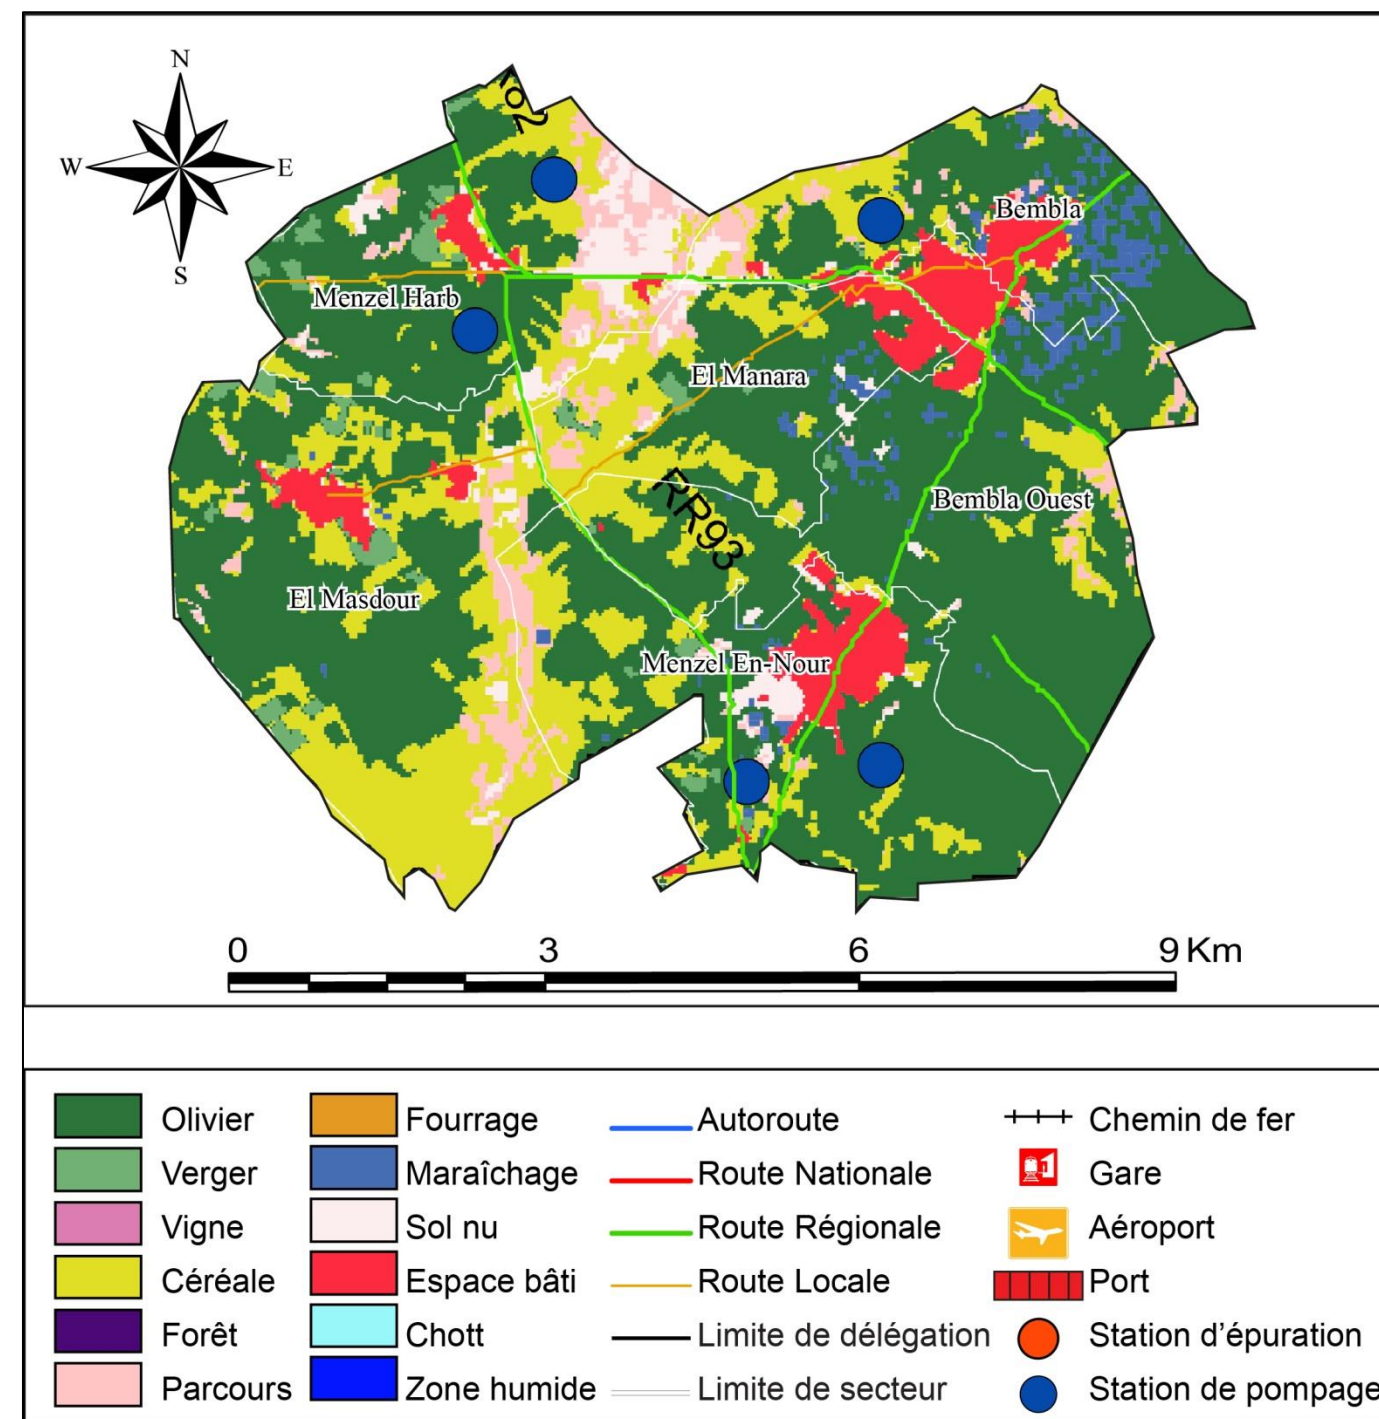 N
W E
S
Bembla
Menzel Harb
El Manara
RR93
Bembla Ouest
El Masdour
Menzel En-Nour
0 3 6 9 Km
Olivier Fourrage Autoroute Chemin de fer
Verger Maraîchage Route Nationale Gare
Vigne Sol nu Route Régionale Aéroport
Céréale Espace bâti Route Locale Port
Forêt Chott Limite de délégation Station d’épuration
Parcours Zone humide Limite de secteur Station de pompage